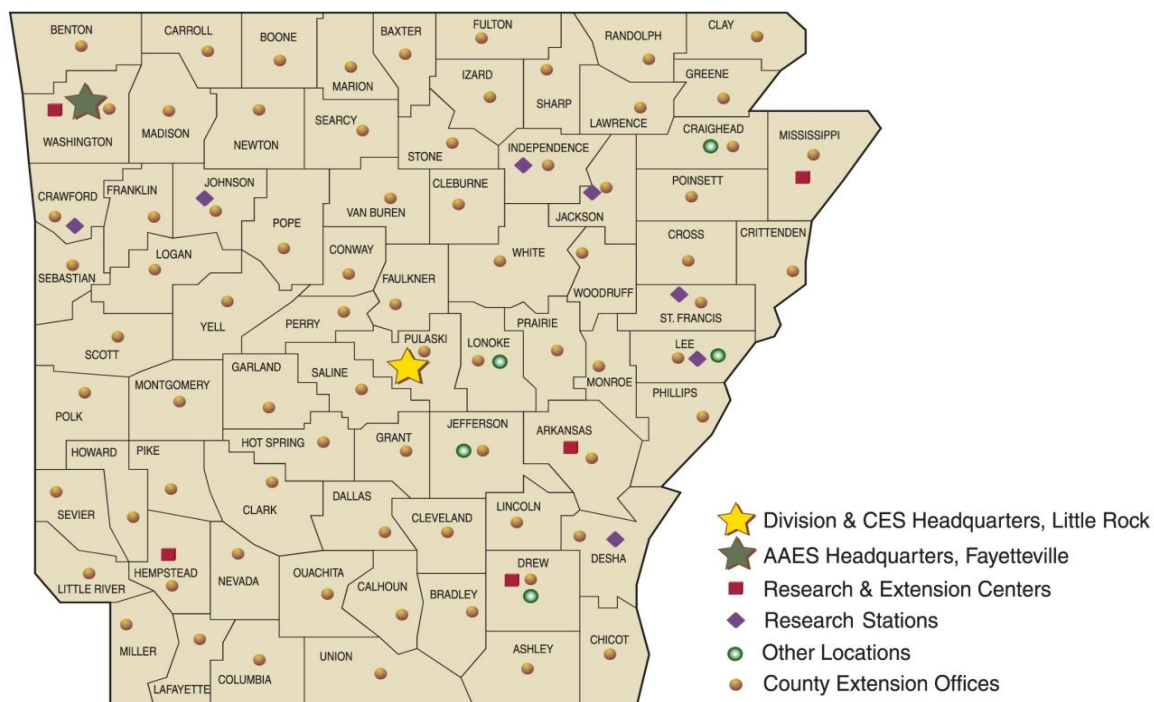 BENTON
CARROLL
BOONE
BAXTER
FULTON
RANDOLPH
CLAY
MARION
IZARD
SHARP
GREENE
WASHINGTON
MADISON
NEWTON
SEARCY
STONE
INDEPENDENCE
LAWRENCE
CRAIGHEAD
MISSISSIPPI
CRAWFORD
FRANKLIN
JOHNSON
POPE
VAN BUREN
CLEBURNE
JACKSON
POINSETT
SEBASTIAN
LOGAN
CONWAY
FAULKNER
WHITE
WOODRUFF
CROSS
CRITTENDEN
SCOTT
YELL
PERRY
PULASKI
LONOKE
PRAIRIE
ST. FRANCIS
LEE
POLK
MONTGOMERY
GARLAND
SALINE
MONROE
PHILLIPS
HOWARD
PIKE
HOT SPRING
GRANT
JEFFERSON
ARKANSAS
SEVIER
CLARK
DALLAS
CLEVELAND
LINCOLN
DESHA
LITTLE RIVER
HEMPSTEAD
NEVADA
OUACHITA
CALHOUN
BRADLEY
DREW
MILLER
LAFAYETTE
COLUMBIA
UNION
ASHLEY
CHICOT
Division & CES Headquarters, Little Rock
AAES Headquarters, Fayetteville
Research & Extension Centers
Research Stations
Other Locations
County Extension Offices